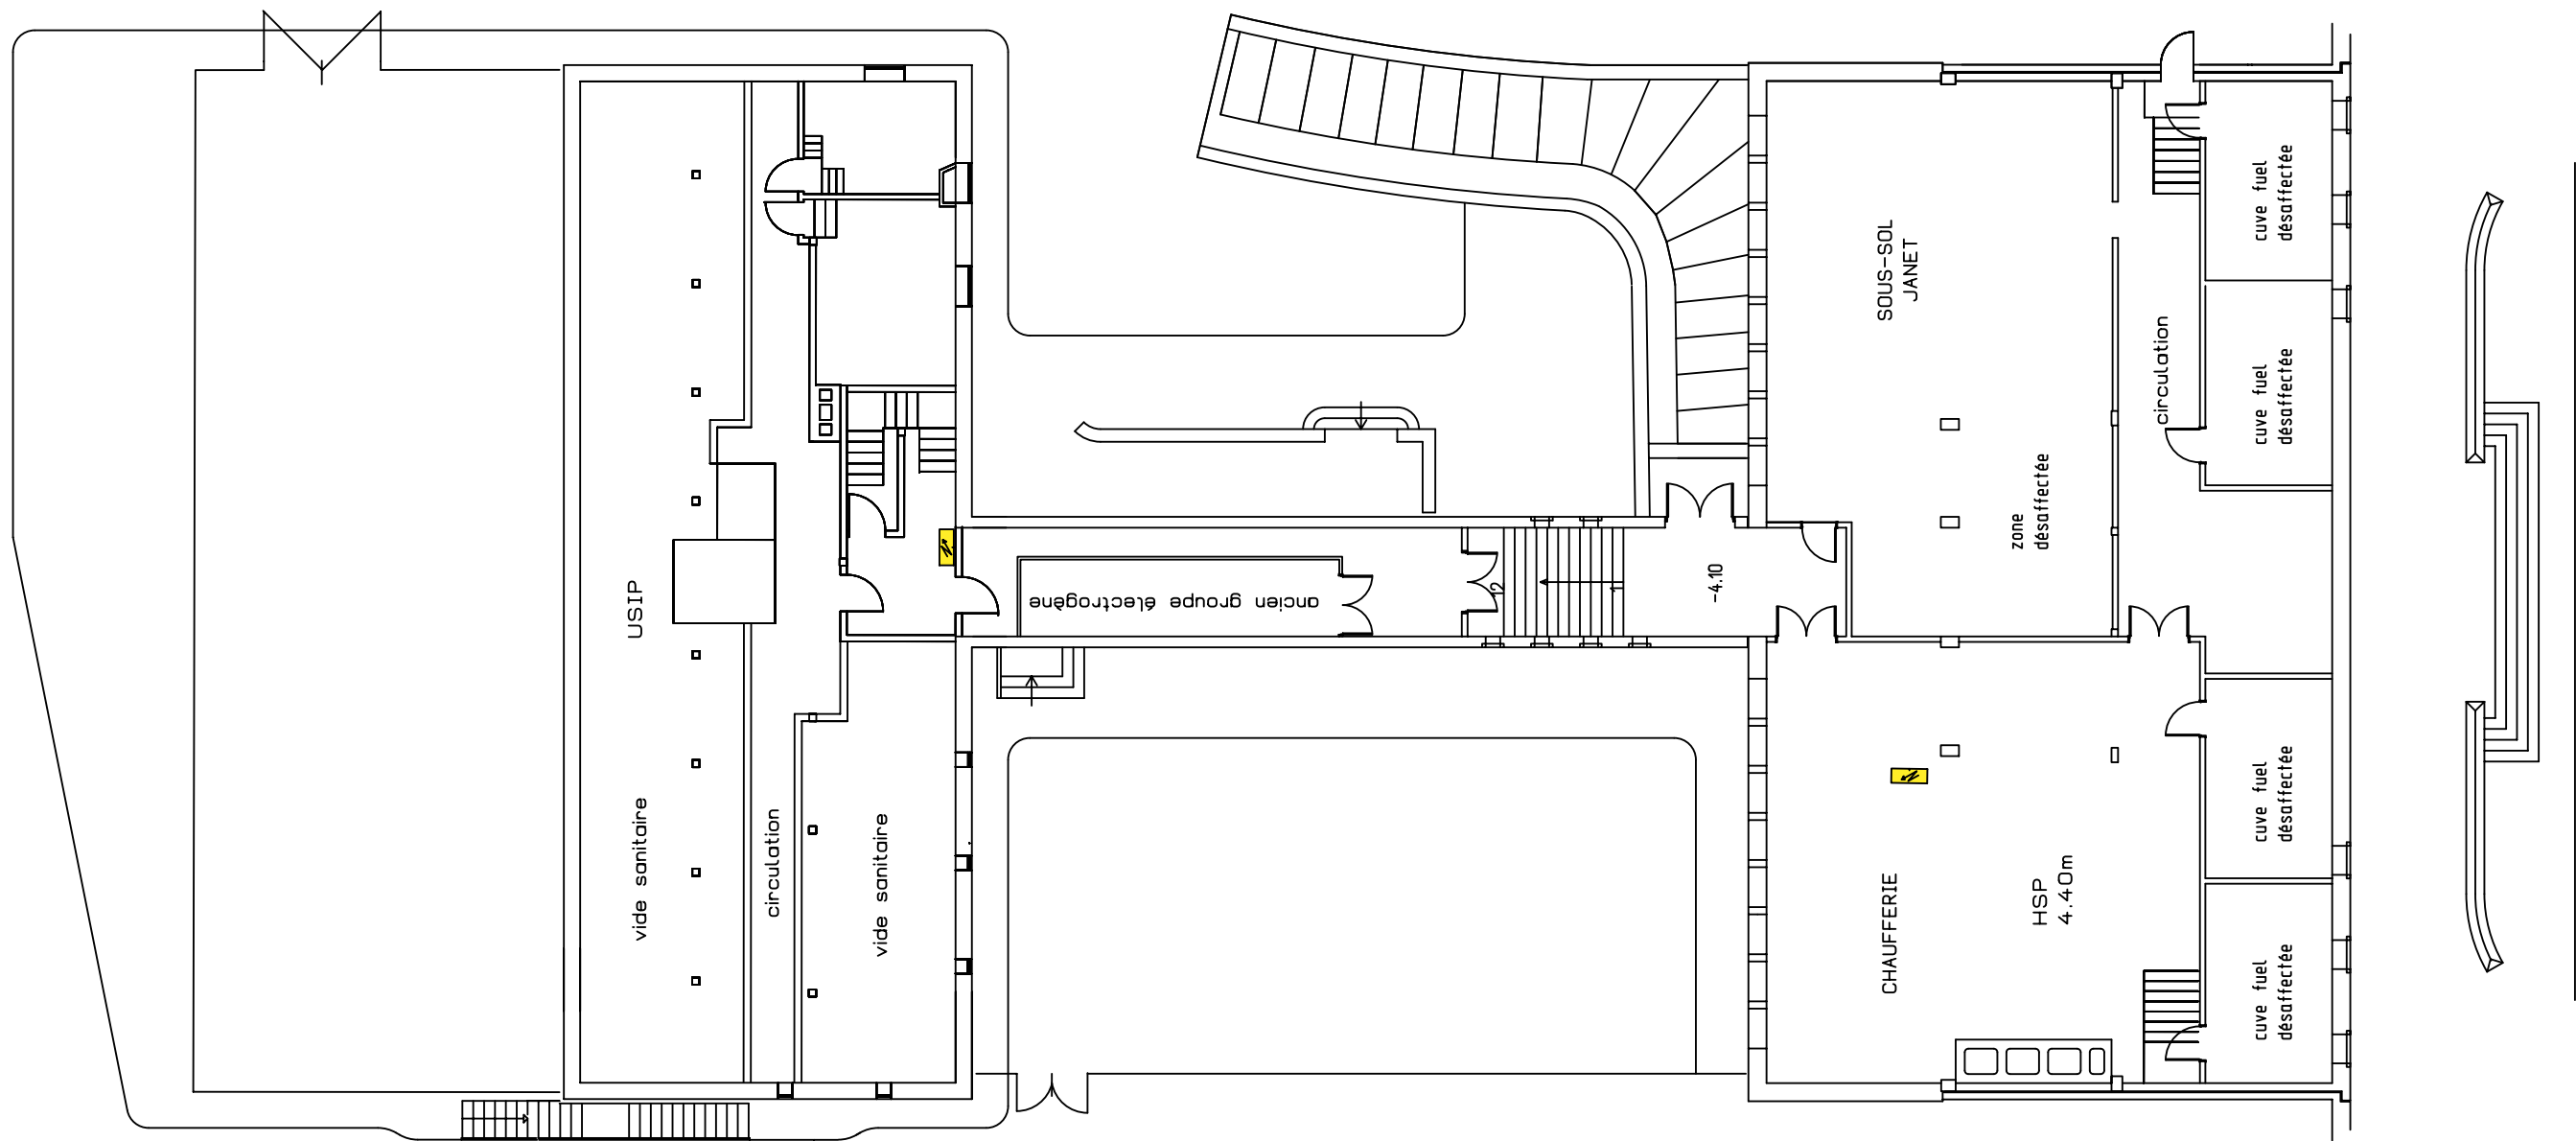 USIP
vide sanitaire
circulation
vide sanitaire
ancien groupe électrogène
12
1
-4.10
SOUS-SOL
JANET
zone
désaffectée
circulation
cuve fuel
désaffectée
cuve fuel
désaffectée
CHAUFFERIE
HSP
4.40m
cuve fuel
désaffectée
cuve fuel
désaffectée